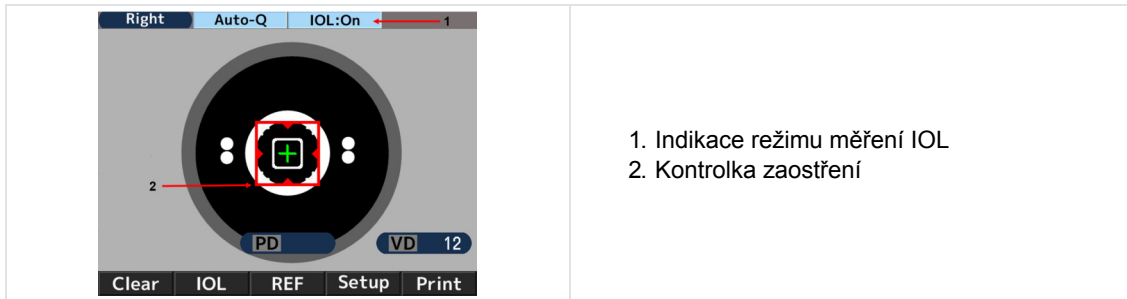 Right Auto-Q IOL:On 1
2
PD VD 12
Clear IOL REF Setup Print
1. Indikace režimu měření IOL
2. Kontrolka zaostření